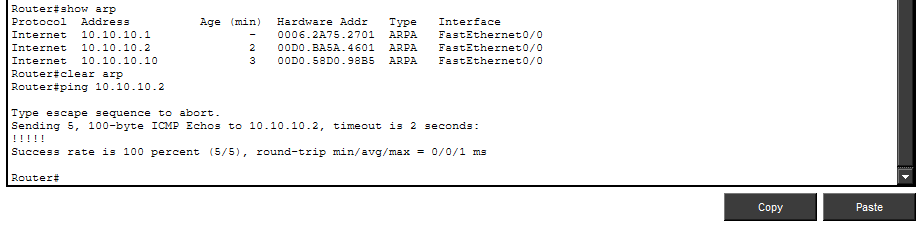 Router#show arp
Protocol  Address          Age (min)  Hardware Addr   Type   Interface
Internet  10.10.10.1              -   0006.2A75.2701  ARPA   FastEthernet0/0
Internet  10.10.10.2              2   00D0.BA5A.4601  ARPA   FastEthernet0/0
Internet  10.10.10.10             3   00D0.58D0.98B5  ARPA   FastEthernet0/0
Router#clear arp
Router#ping 10.10.10.2
Type escape sequence to abort.
Sending 5, 100-byte ICMP Echos to 10.10.10.2, timeout is 2 seconds:
!!!!!
Success rate is 100 percent (5/5), round-trip min/avg/max = 0/0/1 ms
Router#
Copy Paste